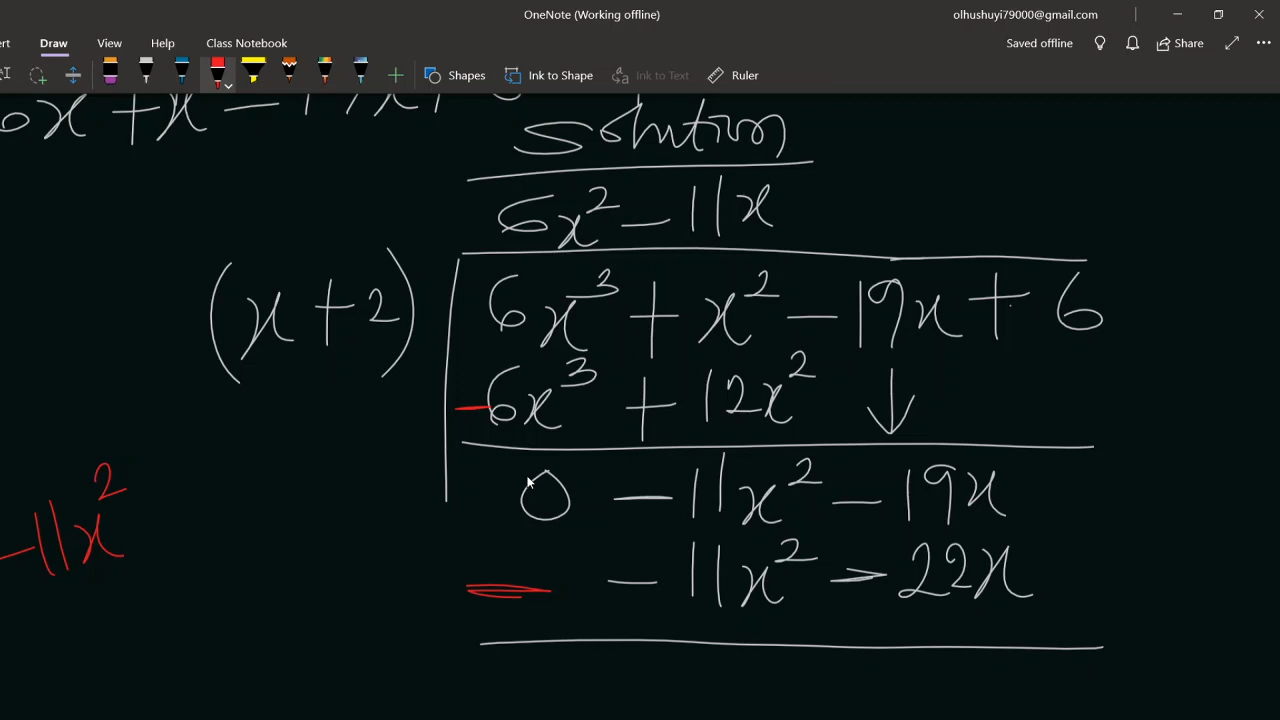 OneNote (Working offline)
olhushuyi79000@gmail.com
Draw View Help Class Notebook
Saved offline Share
Shapes Ink to Shape Ink to Text Ruler
Solution
6x² - 11x
(x + 2) 6x³ + x² - 19x + 6
- 6x³ + 12x² ↓
0 - 11x² - 19x
-11x²
- 11x² - 22x